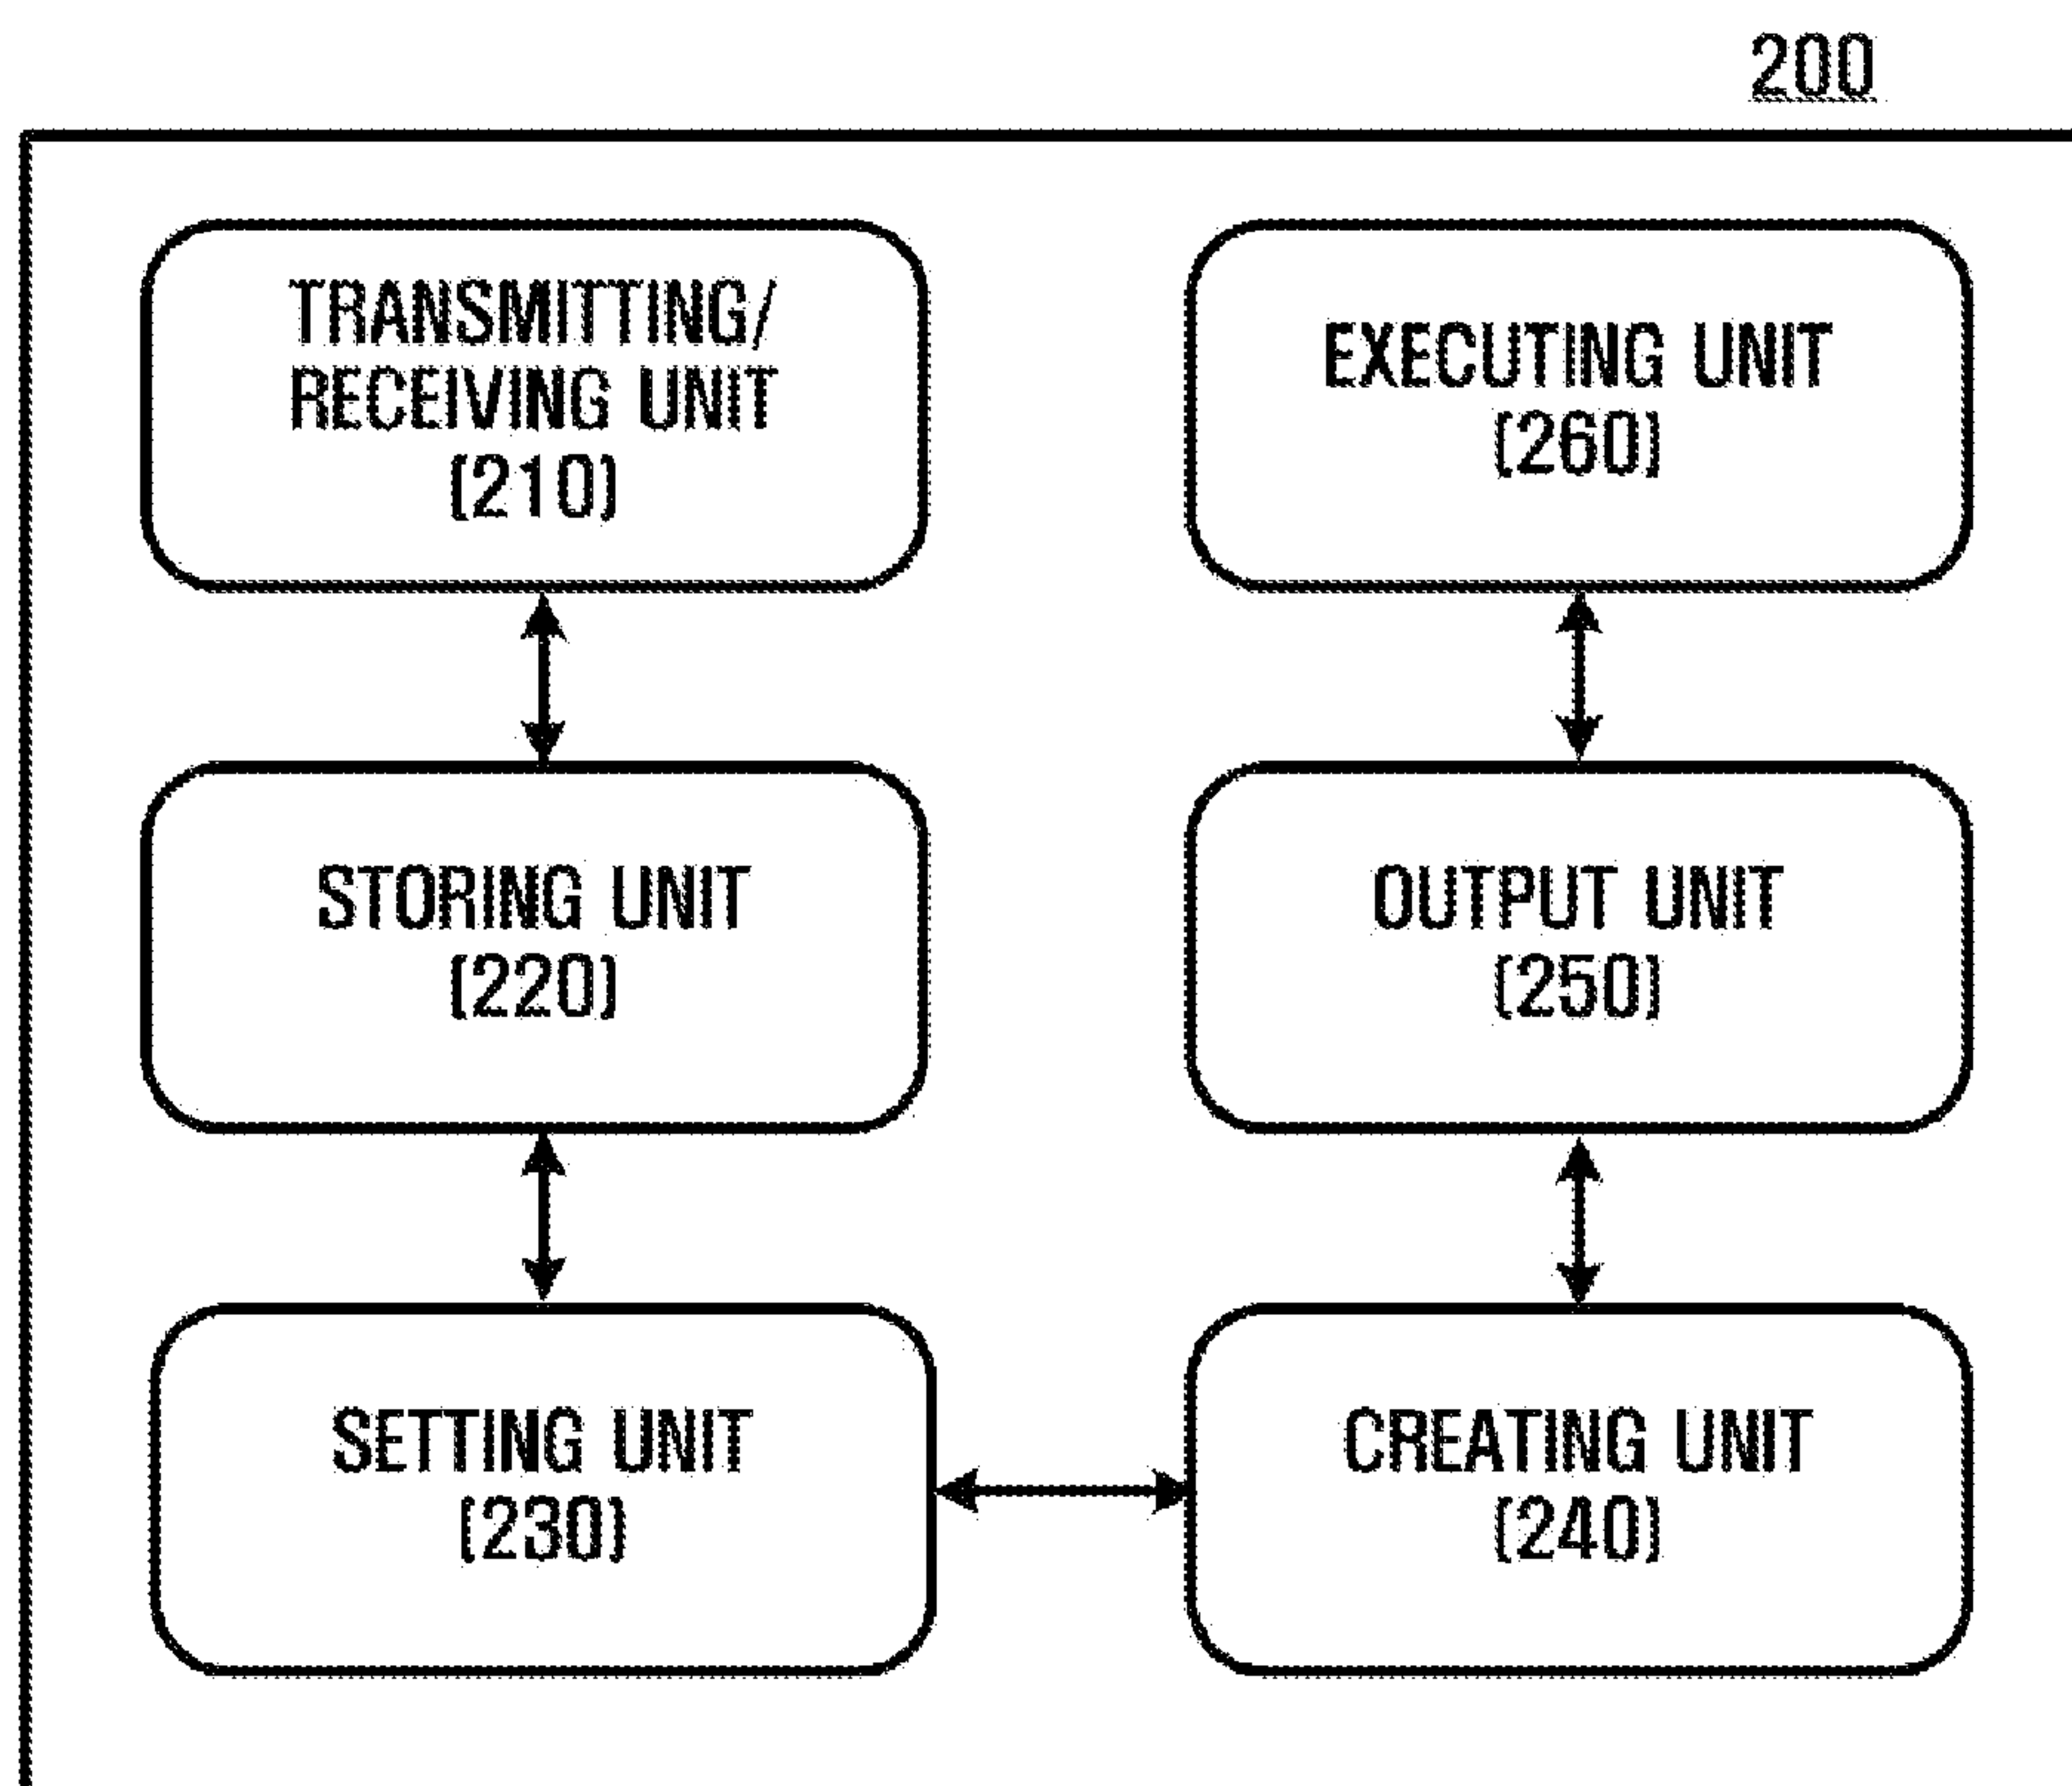 200
TRANSMITTING/
RECEIVING UNIT
(210)
EXECUTING UNIT
(260)
STORING UNIT
(220)
OUTPUT UNIT
(250)
SETTING UNIT
(230)
CREATING UNIT
(240)